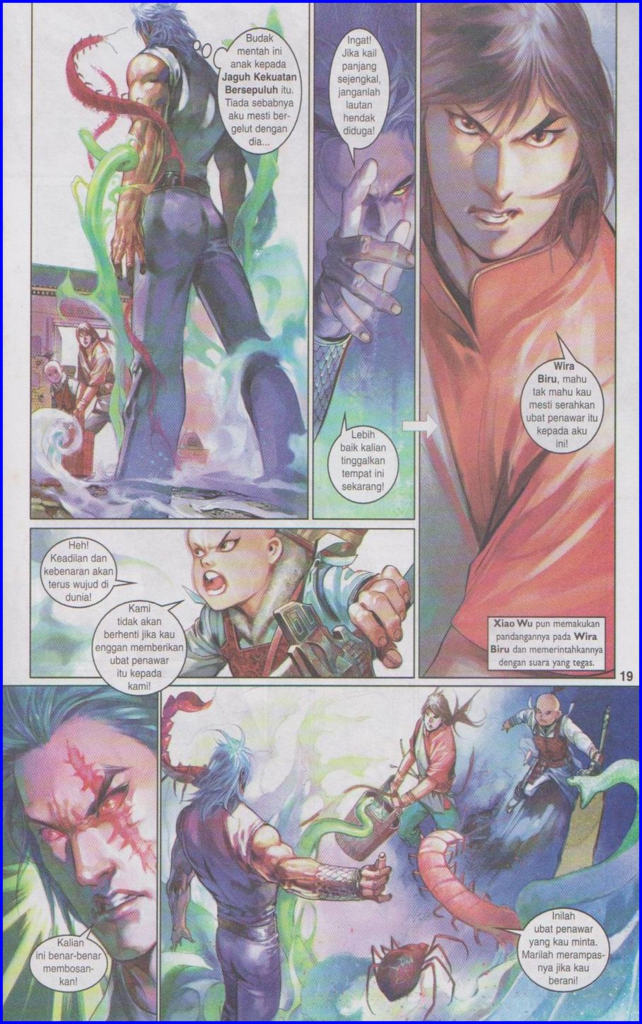 Budak
mentah ini
anak kepada
Jaguh Kekuatan
Bersepuluh itu.
Tiada sebabnya
aku mesti ber-
gelut dengan
dia...
Ingat!
Jika kail
panjang
sejengkal,
janganlah
lautan
hendak
diduga!
Lebih
baik kalian
tinggalkan
tempat ini
sekarang!
Wira
Biru, mahu
tak mahu kau
mesti serahkan
ubat penawar itu
kepada aku
ini!
Xiao Wu pun memakukan
pandangannya pada Wira
Biru dan memerintahkannya
dengan suara yang tegas.
Heh!
Keadilan dan
kebenaran akan
terus wujud di
dunia!
Kami
tidak akan
berhenti jika kau
enggan memberikan
ubat penawar
itu kepada
kami!
19
Kalian
ini benar-benar
membosan-
kan!
Inilah
ubat penawar
yang kau minta.
Marilah merampas-
nya jika kau
berani!